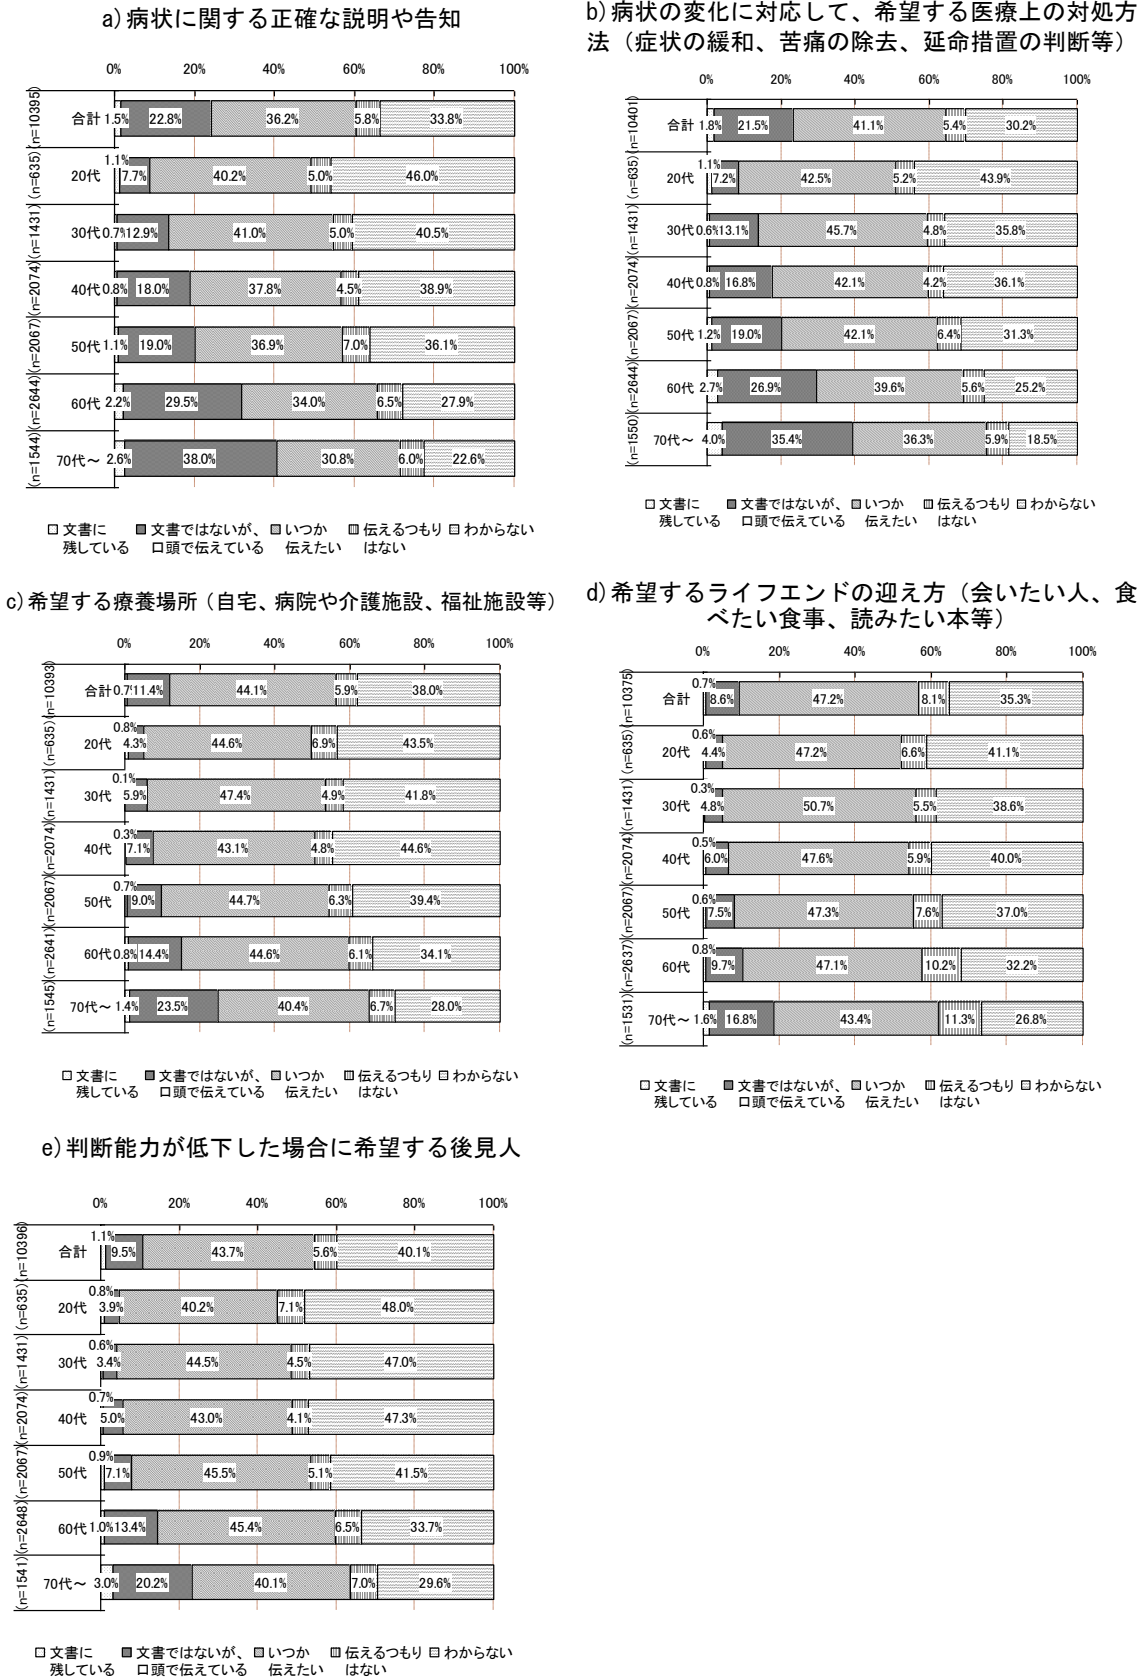 a)病状に関する正確な説明や告知
0% 20% 40% 60% 80% 100%
(n=10395) 合計 1.5% 22.8% 36.2% 5.8% 33.8%
(n=635) 20代 1.1% 7.7% 40.2% 5.0% 46.0%
(n=1431) 30代 0.7% 12.9% 41.0% 5.0% 40.5%
(n=2074) 40代 0.8% 18.0% 37.8% 4.5% 38.9%
(n=2067) 50代 1.1% 19.0% 36.9% 7.0% 36.1%
(n=2644) 60代 2.2% 29.5% 34.0% 6.5% 27.9%
(n=1544) 70代～ 2.6% 38.0% 30.8% 6.0% 22.6%
文書に 文書ではないが、 いつか 伝えるつもり わからない
残している 口頭で伝えている 伝えたい はない
b)病状の変化に対応して、希望する医療上の対処方
法（症状の緩和、苦痛の除去、延命措置の判断等）
0% 20% 40% 60% 80% 100%
(n=10401) 合計 1.8% 21.5% 41.1% 5.4% 30.2%
(n=635) 20代 1.1% 7.2% 42.5% 5.2% 43.9%
(n=1431) 30代 0.6% 13.1% 45.7% 4.8% 35.8%
(n=2074) 40代 0.8% 16.8% 42.1% 4.2% 36.1%
(n=2067) 50代 1.2% 19.0% 42.1% 6.4% 31.3%
(n=2644) 60代 2.7% 26.9% 39.6% 5.6% 25.2%
(n=1550) 70代～ 4.0% 35.4% 36.3% 5.9% 18.5%
文書に 文書ではないが、 いつか 伝えるつもり わからない
残している 口頭で伝えている 伝えたい はない
c)希望する療養場所（自宅、病院や介護施設、福祉施設等）
0% 20% 40% 60% 80% 100%
(n=10393) 合計 0.7% 11.4% 44.1% 5.9% 38.0%
(n=635) 20代 0.8% 4.3% 44.6% 6.9% 43.5%
(n=1431) 30代 0.1% 5.9% 47.4% 4.9% 41.8%
(n=2074) 40代 0.3% 7.1% 43.1% 4.8% 44.6%
(n=2067) 50代 0.7% 9.0% 44.7% 6.3% 39.4%
(n=2641) 60代 0.8% 14.4% 44.6% 6.1% 34.1%
(n=1545) 70代～ 1.4% 23.5% 40.4% 6.7% 28.0%
文書に 文書ではないが、 いつか 伝えるつもり わからない
残している 口頭で伝えている 伝えたい はない
d)希望するライフエンドの迎え方（会いたい人、食
べたい食事、読みたい本等）
0% 20% 40% 60% 80% 100%
(n=10375) 合計 0.7% 8.6% 47.2% 8.1% 35.3%
(n=635) 20代 0.6% 4.4% 47.2% 6.6% 41.1%
(n=1431) 30代 0.3% 4.8% 50.7% 5.5% 38.6%
(n=2074) 40代 0.5% 6.0% 47.6% 5.9% 40.0%
(n=2067) 50代 0.6% 7.5% 47.3% 7.6% 37.0%
(n=2637) 60代 0.8% 9.7% 47.1% 10.2% 32.2%
(n=1531) 70代～ 1.6% 16.8% 43.4% 11.3% 26.8%
文書に 文書ではないが、 いつか 伝えるつもり わからない
残している 口頭で伝えている 伝えたい はない
e)判断能力が低下した場合に希望する後見人
0% 20% 40% 60% 80% 100%
(n=10396) 合計 1.1% 9.5% 43.7% 5.6% 40.1%
(n=635) 20代 0.8% 3.9% 40.2% 7.1% 48.0%
(n=1431) 30代 0.6% 3.4% 44.5% 4.5% 47.0%
(n=2074) 40代 0.7% 5.0% 43.0% 4.1% 47.3%
(n=2067) 50代 0.9% 7.1% 45.5% 5.1% 41.5%
(n=2648) 60代 1.0% 13.4% 45.4% 6.5% 33.7%
(n=1541) 70代～ 3.0% 20.2% 40.1% 7.0% 29.6%
文書に 文書ではないが、 いつか 伝えるつもり わからない
残している 口頭で伝えている 伝えたい はない